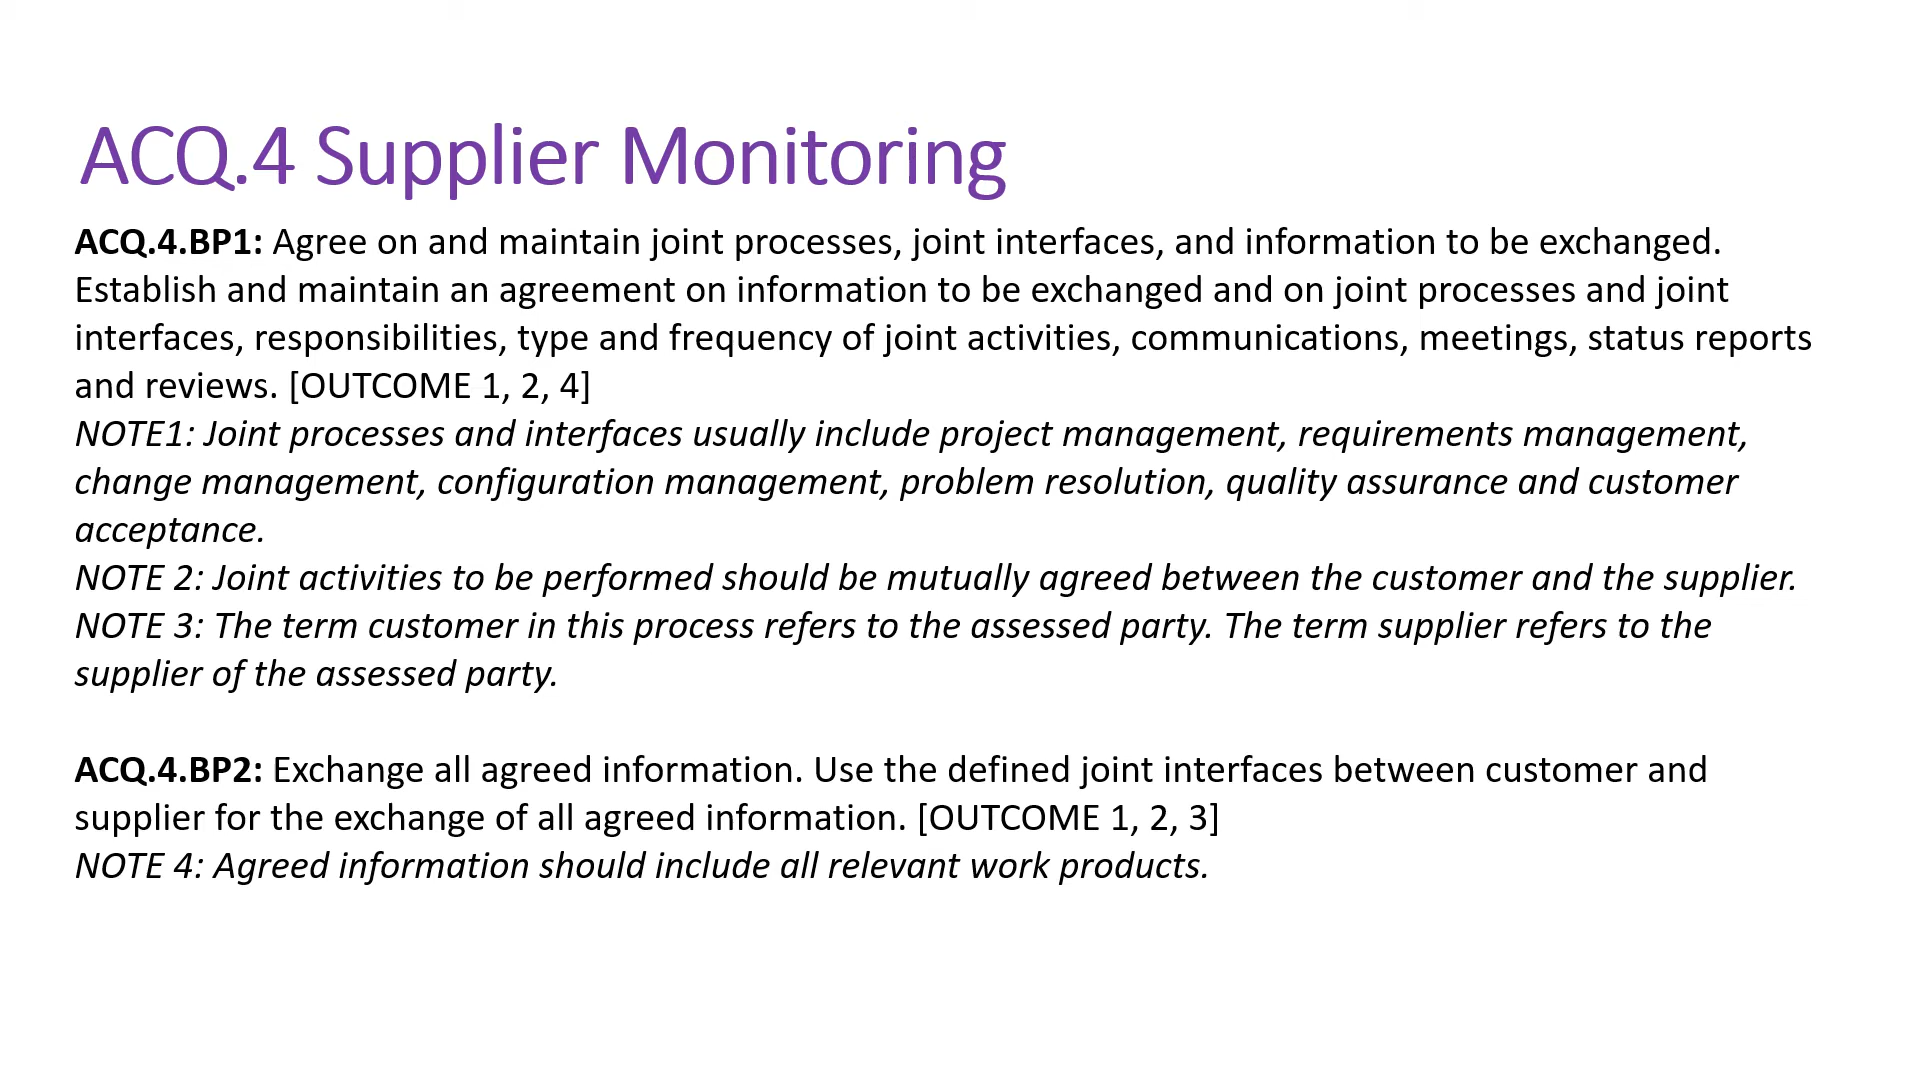 ACQ.4 Supplier Monitoring
ACQ.4.BP1: Agree on and maintain joint processes, joint interfaces, and information to be exchanged.
Establish and maintain an agreement on information to be exchanged and on joint processes and joint
interfaces, responsibilities, type and frequency of joint activities, communications, meetings, status reports
and reviews. [OUTCOME 1, 2, 4]
NOTE1: Joint processes and interfaces usually include project management, requirements management,
change management, configuration management, problem resolution, quality assurance and customer
acceptance.
NOTE 2: Joint activities to be performed should be mutually agreed between the customer and the supplier.
NOTE 3: The term customer in this process refers to the assessed party. The term supplier refers to the
supplier of the assessed party.
ACQ.4.BP2: Exchange all agreed information. Use the defined joint interfaces between customer and
supplier for the exchange of all agreed information. [OUTCOME 1, 2, 3]
NOTE 4: Agreed information should include all relevant work products.